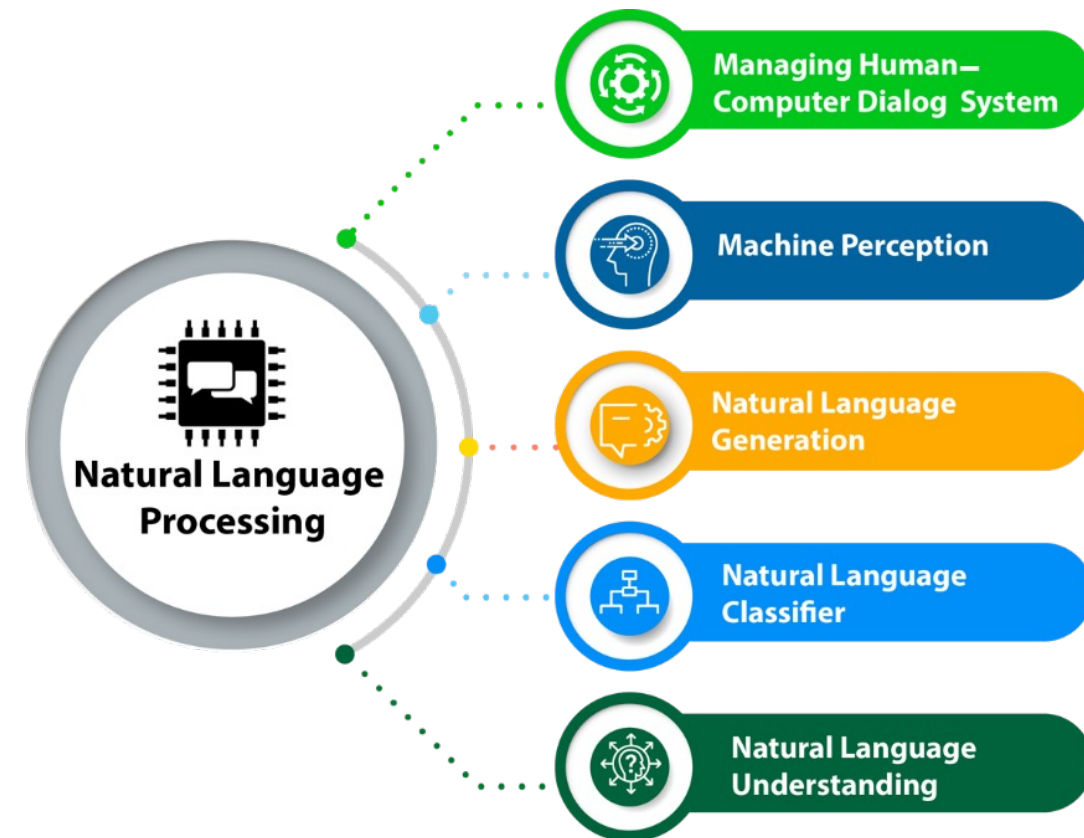 Managing Human–
Computer Dialog System
Machine Perception
Natural Language
Processing
Natural Language
Generation
Natural Language
Classifier
Natural Language
Understanding